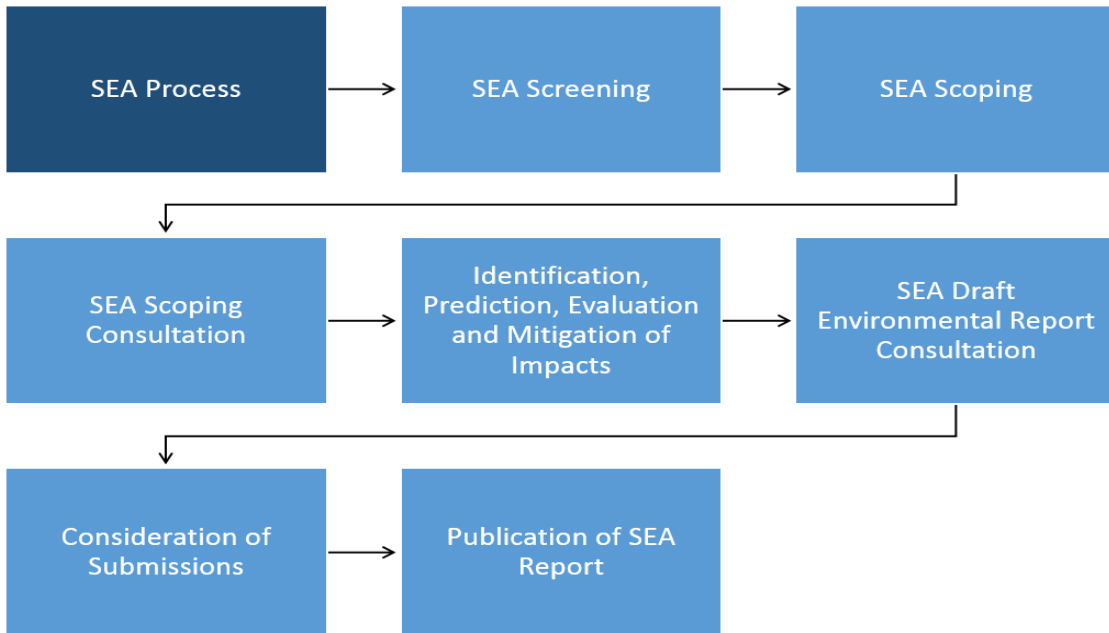 SEA Process
SEA Screening
SEA Scoping
SEA Scoping
Consultation
Identification,
Prediction, Evaluation
and Mitigation of
Impacts
SEA Draft
Environmental Report
Consultation
Consideration of
Submissions
Publication of SEA
Report